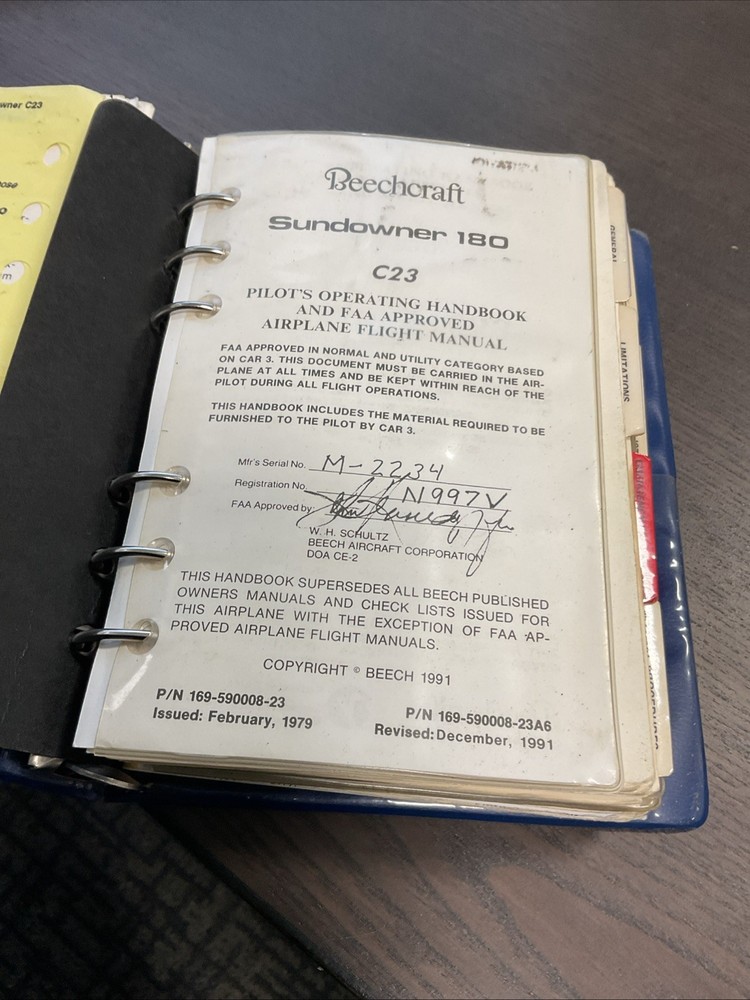 wner C23
ose
o
m
Beechcraft
Sundowner 180
C23
PILOT'S OPERATING HANDBOOK
AND FAA APPROVED
AIRPLANE FLIGHT MANUAL
FAA APPROVED IN NORMAL AND UTILITY CATEGORY BASED
ON CAR 3. THIS DOCUMENT MUST BE CARRIED IN THE AIR-
PLANE AT ALL TIMES AND BE KEPT WITHIN REACH OF THE
PILOT DURING ALL FLIGHT OPERATIONS.
THIS HANDBOOK INCLUDES THE MATERIAL REQUIRED TO BE
FURNISHED TO THE PILOT BY CAR 3.
Mfr's Serial No. M-2234
Registration No. N997V
FAA Approved by:
W. H. SCHULTZ
BEECH AIRCRAFT CORPORATION
DOA CE-2
THIS HANDBOOK SUPERSEDES ALL BEECH PUBLISHED
OWNERS MANUALS AND CHECK LISTS ISSUED FOR
THIS AIRPLANE WITH THE EXCEPTION OF FAA AP-
PROVED AIRPLANE FLIGHT MANUALS.
COPYRIGHT © BEECH 1991
P/N 169-590008-23
Issued: February, 1979
P/N 169-590008-23A6
Revised: December, 1991
GENERAL
LIMITATIONS